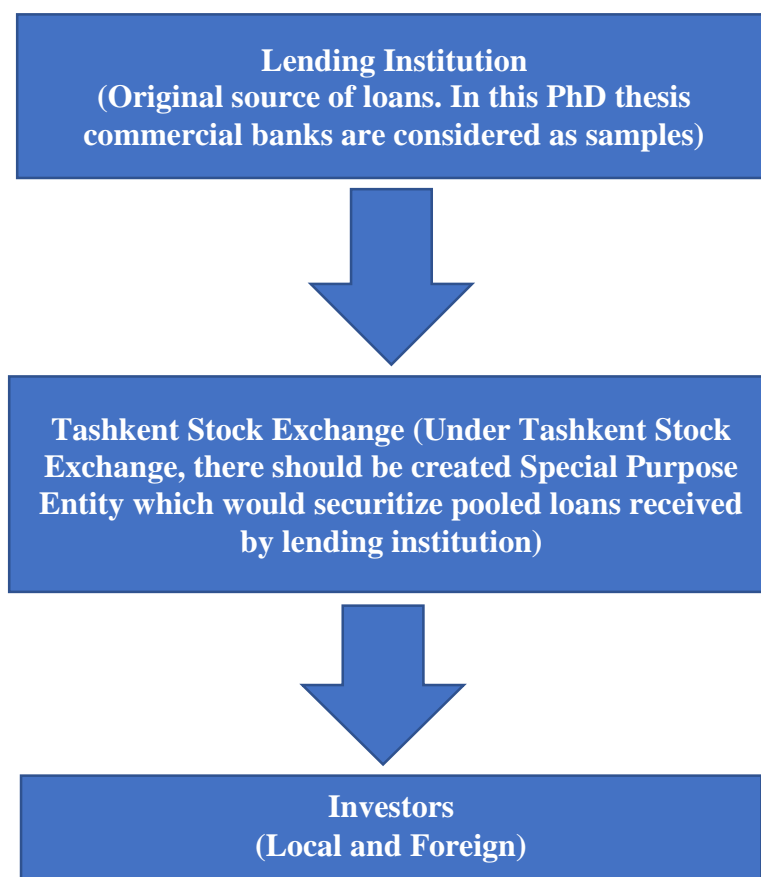 Lending Institution
(Original source of loans. In this PhD thesis
commercial banks are considered as samples)
Tashkent Stock Exchange (Under Tashkent Stock
Exchange, there should be created Special Purpose
Entity which would securitize pooled loans received
by lending institution)
Investors
(Local and Foreign)